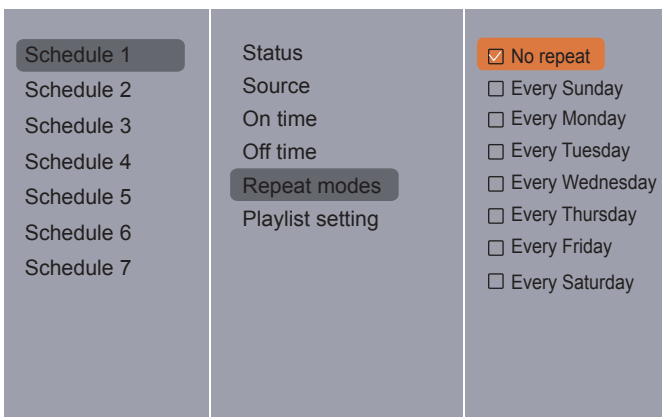 Schedule 1
Schedule 2
Schedule 3
Schedule 4
Schedule 5
Schedule 6
Schedule 7
Status
Source
On time
Off time
Repeat modes
Playlist setting
No repeat
Every Sunday
Every Monday
Every Tuesday
Every Wednesday
Every Thursday
Every Friday
Every Saturday